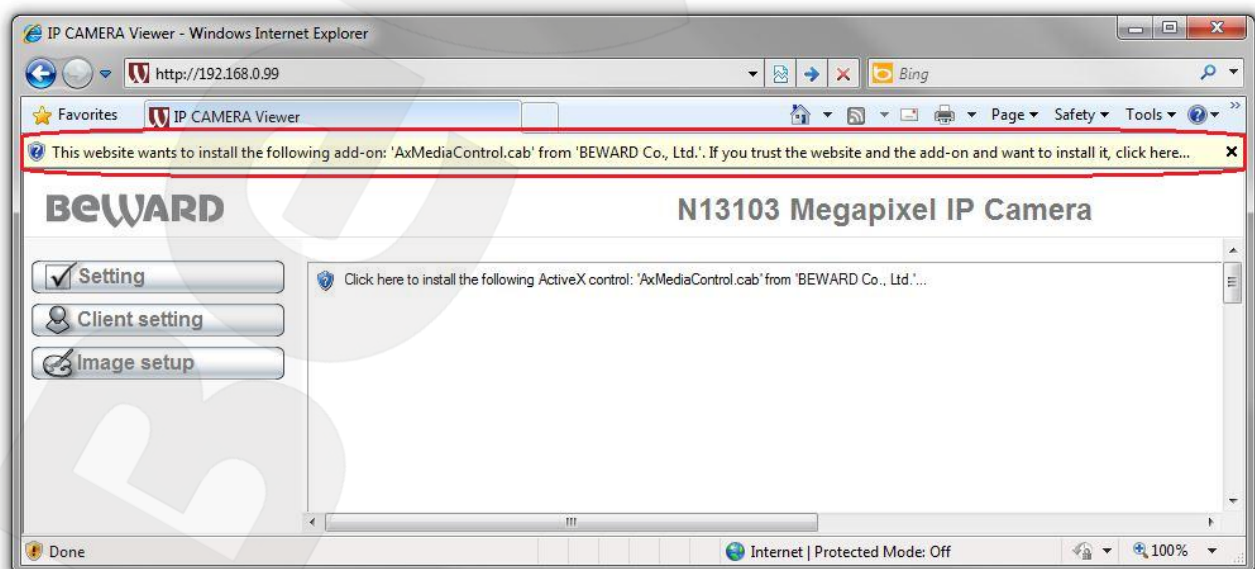 IP CAMERA Viewer - Windows Internet Explorer
http://192.168.0.99
Bing
Favorites
IP CAMERA Viewer
Page
Safety
Tools
This website wants to install the following add-on: 'AxMediaControl.cab' from 'BEWARD Co., Ltd.'. If you trust the website and the add-on and want to install it, click here...
BEWARD
N13103 Megapixel IP Camera
Setting
Client setting
Image setup
Click here to install the following ActiveX control: 'AxMediaControl.cab' from 'BEWARD Co., Ltd.'...
Done
Internet | Protected Mode: Off
100%